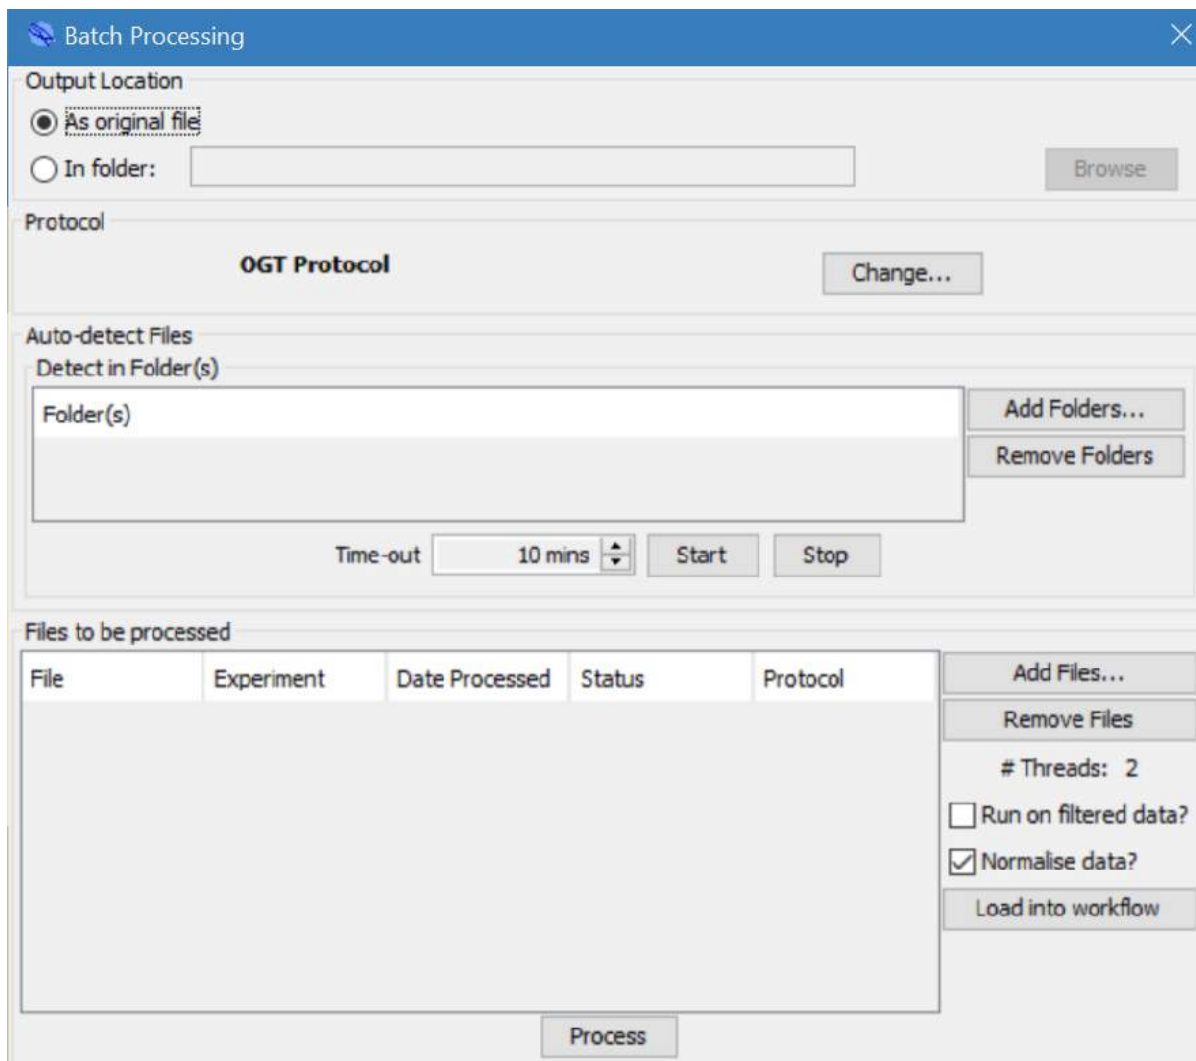 Batch Processing
Output Location
As original file
In folder:
Browse
Protocol
OGT Protocol
Change...
Auto-detect Files
Detect in Folder(s)
Folder(s)
Add Folders...
Remove Folders
Time-out 10 mins Start Stop
Files to be processed
File Experiment Date Processed Status Protocol
Add Files...
Remove Files
# Threads: 2
Run on filtered data?
Normalise data?
Load into workflow
Process